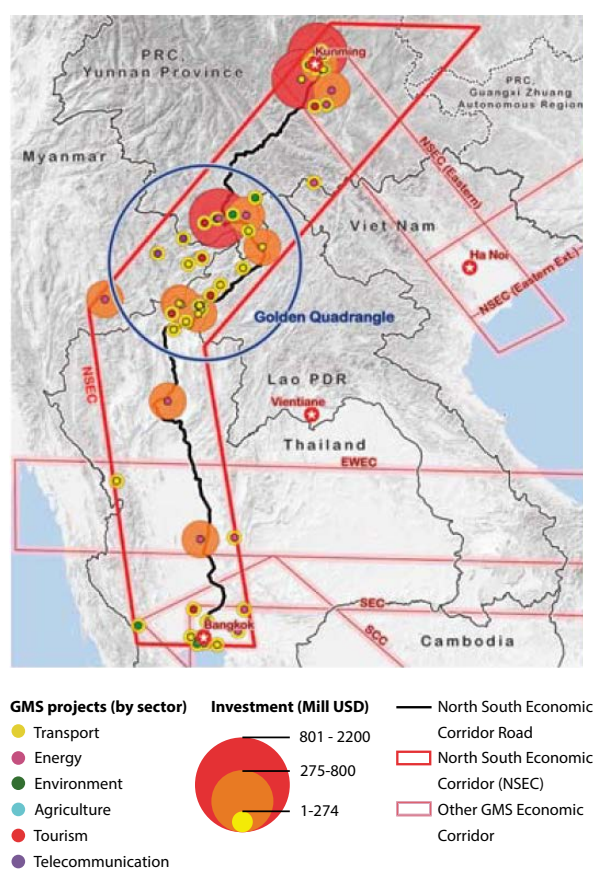 PRC,
Yunnan Province
Kunming
PRC,
Guangxi Zhuang
Autonomous Region
Myanmar
NSEC (Eastern)
Viet Nam
Ha Noi
NSEC (Eastern Ext.)
Golden Quadrangle
NSEC
Lao PDR
Vientiane
Thailand
EWEC
SEC
Bangkok
SCC
Cambodia
GMS projects (by sector)
Transport
Energy
Environment
Agriculture
Tourism
Telecommunication
Investment (Mill USD)
801 - 2200
275-800
1-274
North South Economic
Corridor Road
North South Economic
Corridor (NSEC)
Other GMS Economic
Corridor